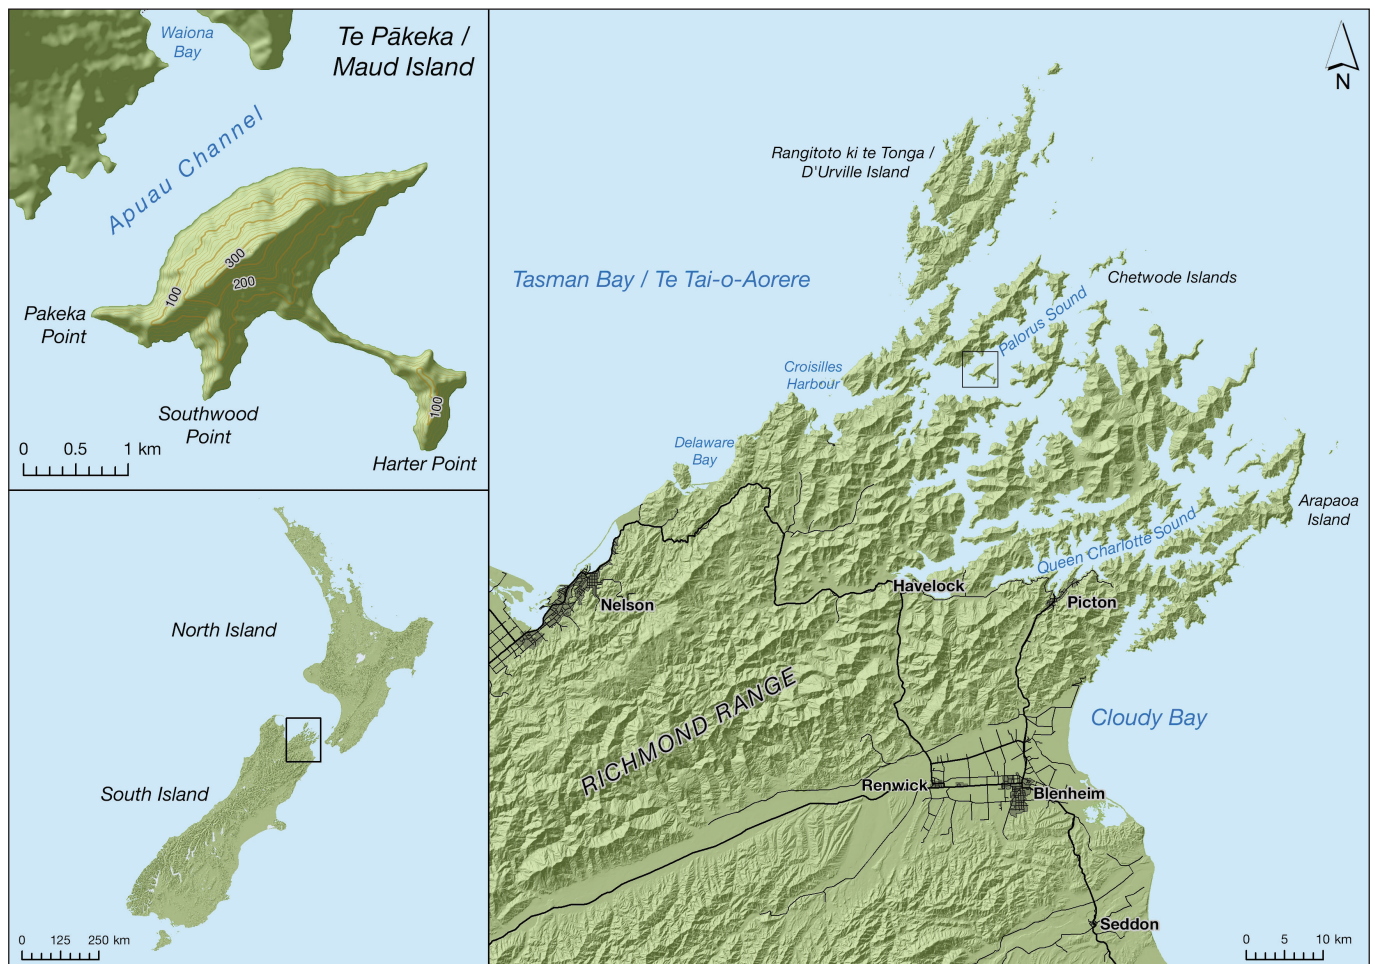 Waiona
Bay
Te Pākeka /
Maud Island
Apuau Channel
300
200
100
Pakeka
Point
100
Southwood
Point
Harter Point
0 0.5 1 km
North Island
South Island
0 125 250 km
N
Rangitoto ki te Tonga /
D'Urville Island
Tasman Bay / Te Tai-o-Aorere
Chetwode Islands
Palorus Sound
Croisilles
Harbour
Delaware
Bay
Arapaoa
Island
Queen Charlotte Sound
Havelock
Nelson
Picton
RICHMOND RANGE
Cloudy Bay
Renwick
Blenheim
Seddon
0 5 10 km